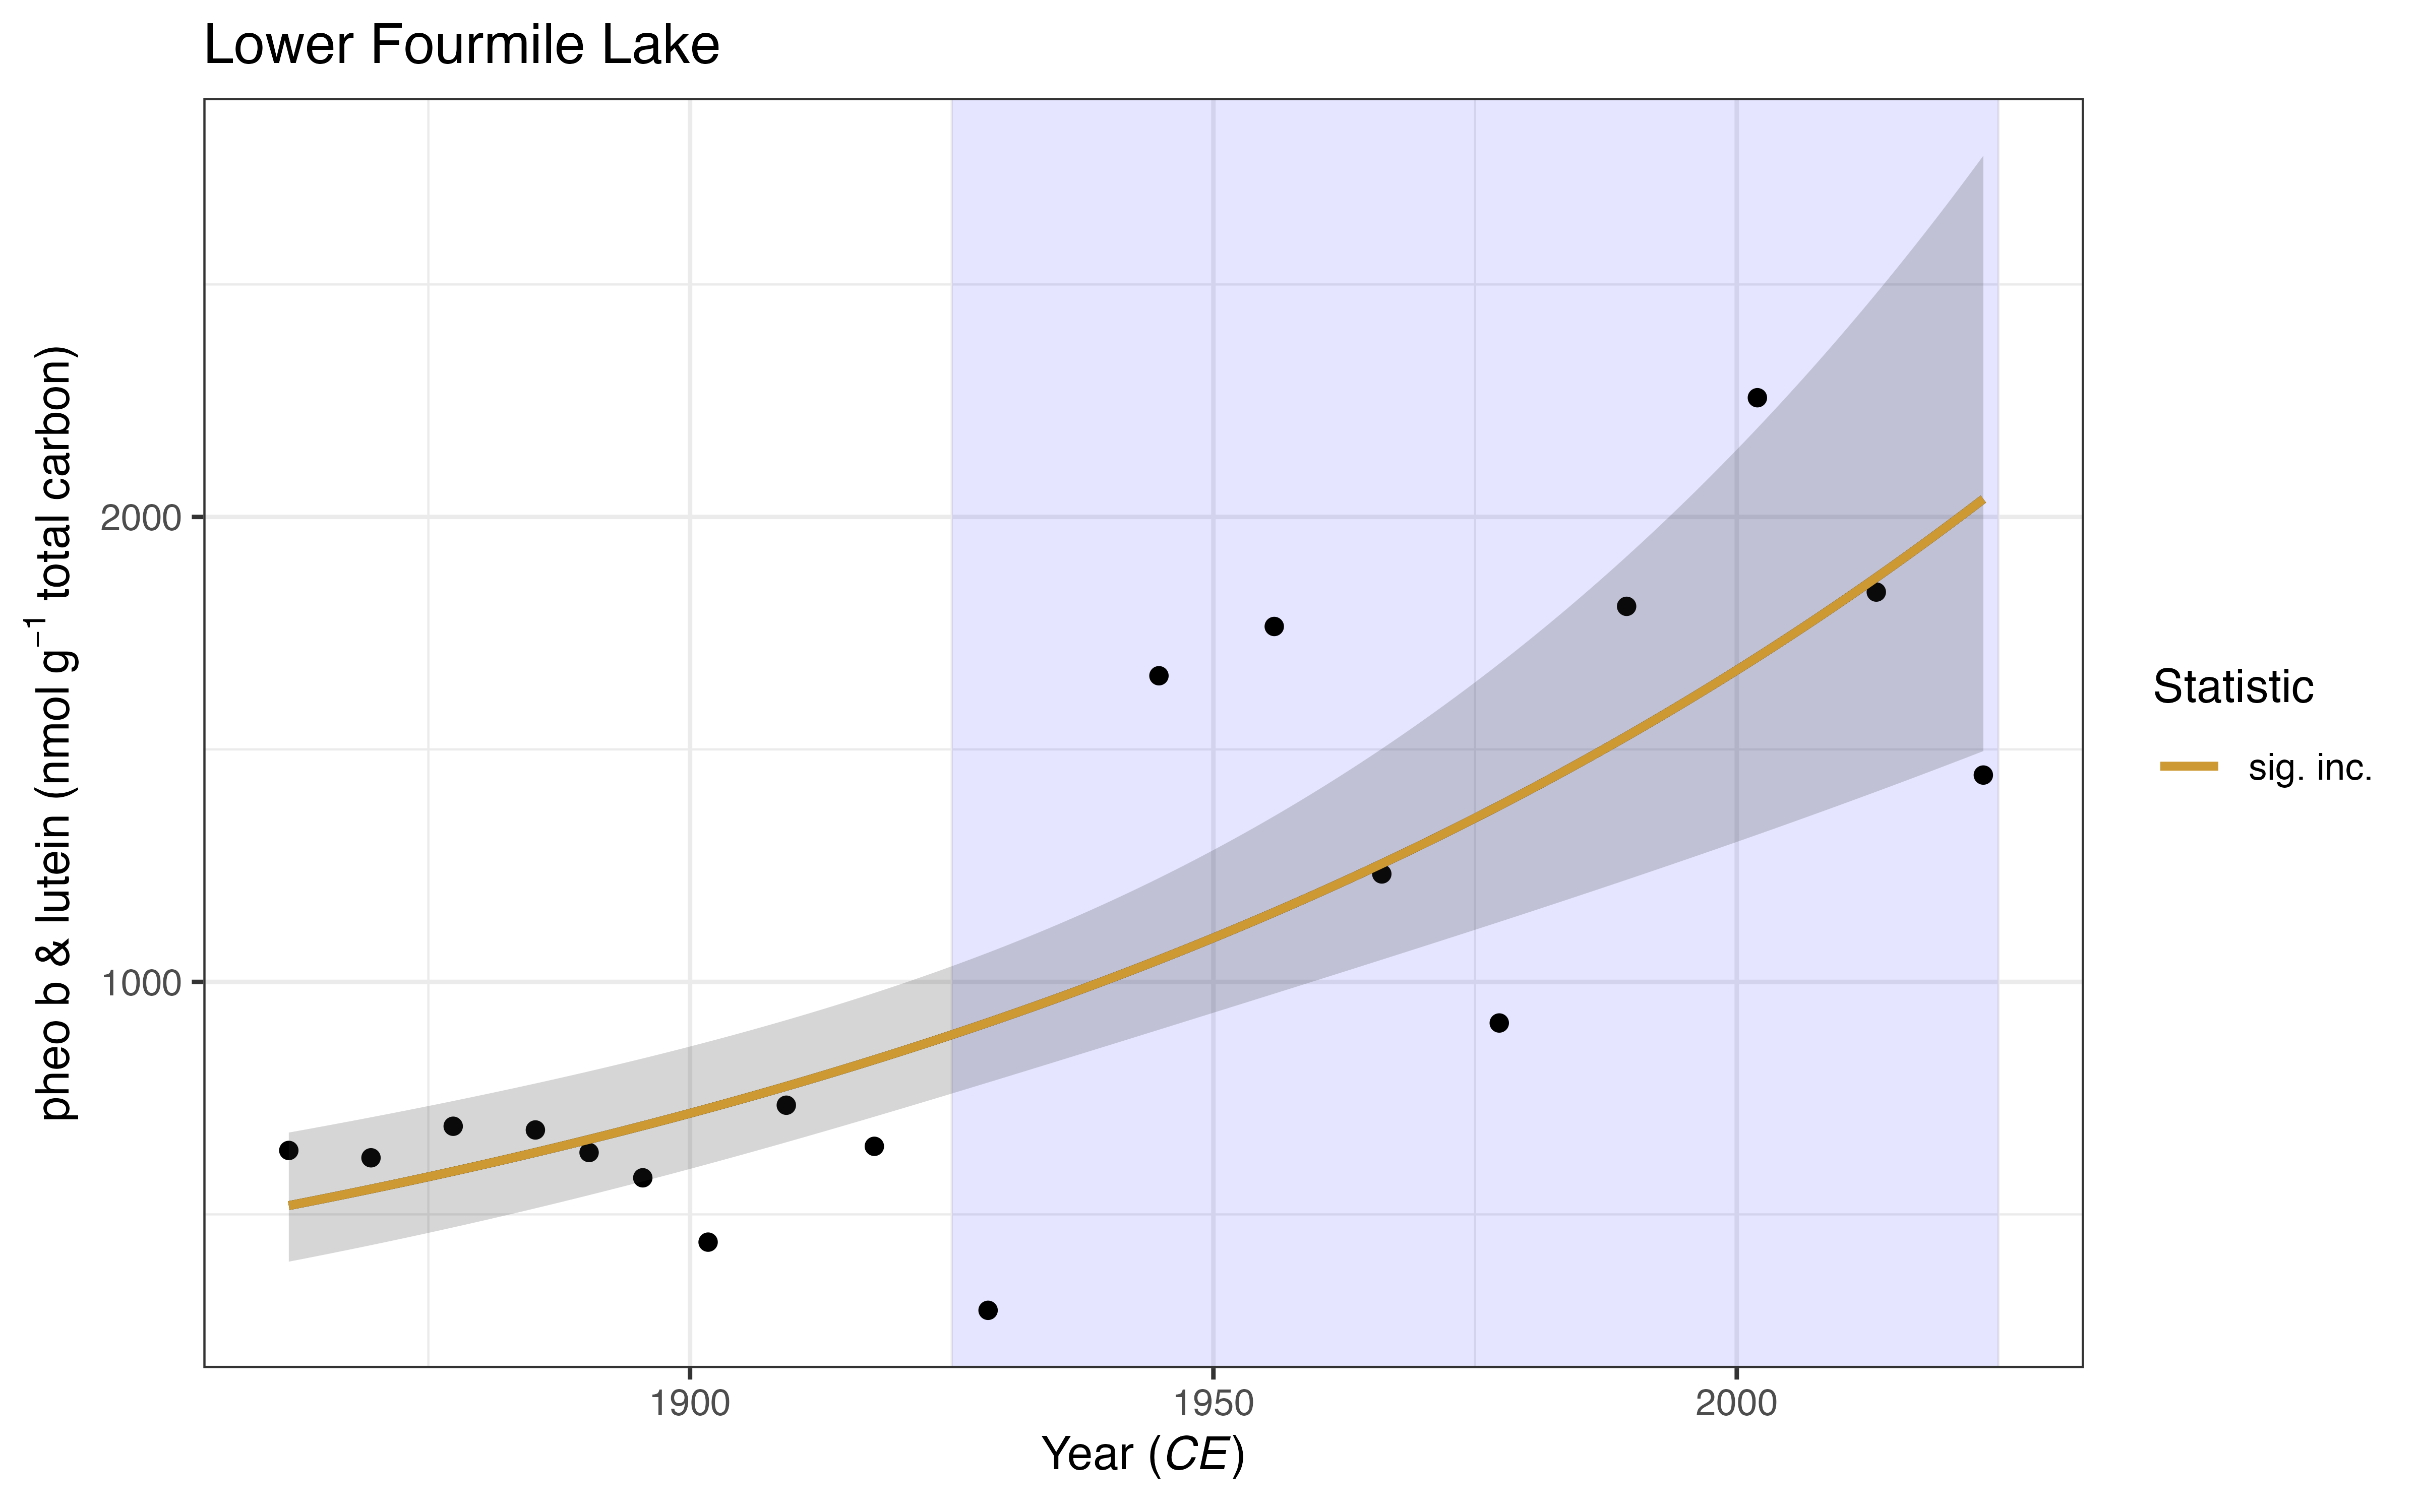 Lower Fourmile Lake
pheo b & lutein (nmol g⁻¹ total carbon)
2000
1000
1900
1950
2000
Year (CE)
Statistic
sig. inc.